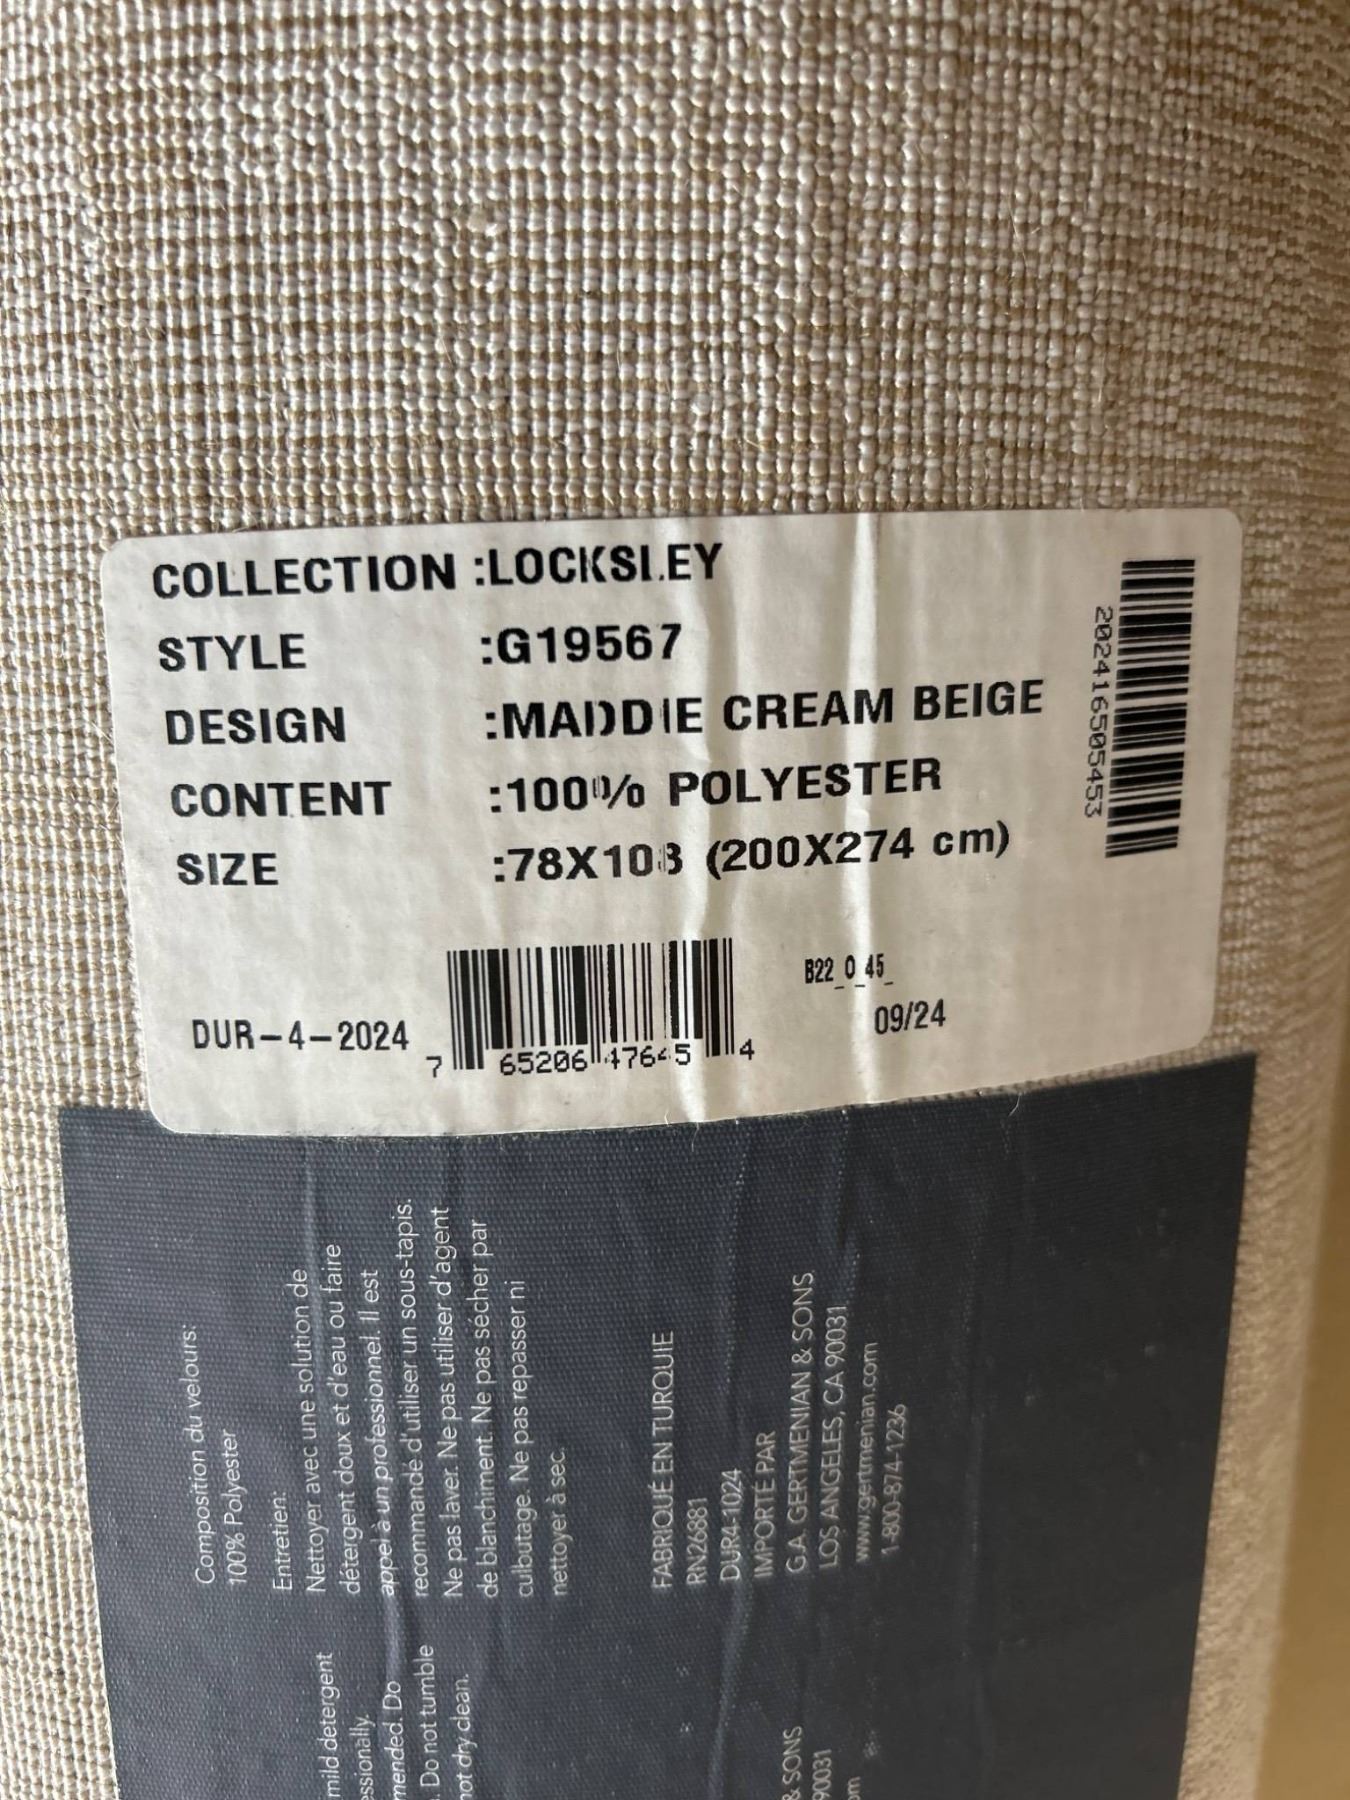 COLLECTION :LOCKSLEY
STYLE :G19567
DESIGN :MADDIE CREAM BEIGE
CONTENT :100% POLYESTER
SIZE :78X108 (200X274 cm)
202416505453
DUR-4-2024
7 65206 47645 4
B22_0_45_
09/24
Composition du velours:
100% Polyester
Entretien:
Nettoyer avec une solution de
détergent doux et d'eau ou faire
appel à un professionnel. Il est
recommandé d'utiliser un sous-tapis.
Ne pas laver. Ne pas utiliser d'agent
de blanchiment. Ne pas sécher par
culbutage. Ne pas repasser ni
nettoyer à sec.
FABRIQUÉ EN TURQUIE
RN26881
DUR4-1024
IMPORTÉ PAR
G.A. GERTMENIAN & SONS
LOS ANGELES, CA 90031
www.gertmenian.com
1-800-874-1236
mild detergent
essionally.
mended. Do
. Do not tumble
not dry clean.
& SONS
90031
om